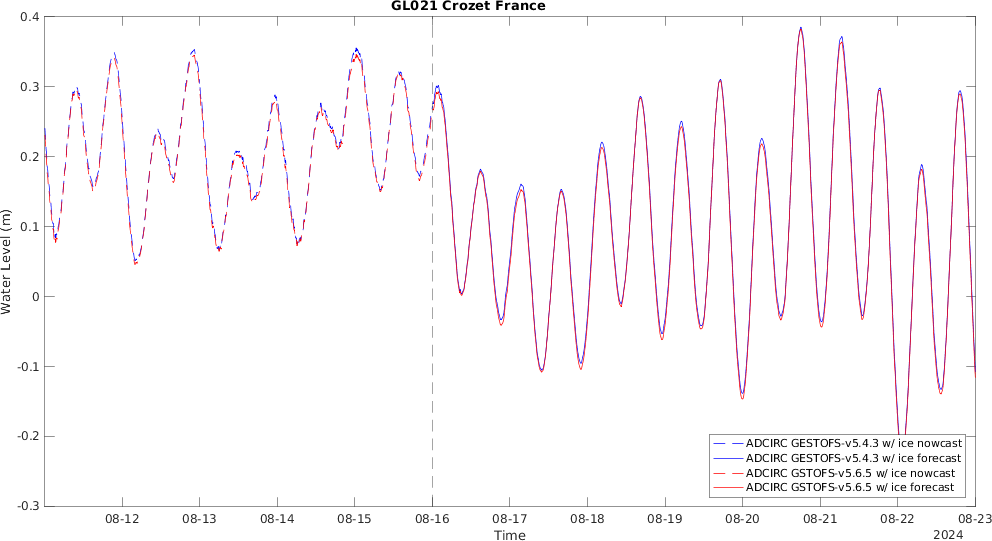 GL021 Crozet France
0.4
0.3
0.2
0.1
0
-0.1
-0.2
-0.3
Water Level (m)
ADCIRC GESTOFS-v5.4.3 w/ ice nowcast
ADCIRC GESTOFS-v5.4.3 w/ ice forecast
ADCIRC GSTOFS-v5.6.5 w/ ice nowcast
ADCIRC GSTOFS-v5.6.5 w/ ice forecast
08-12 08-13 08-14 08-15 08-16 08-17 08-18 08-19 08-20 08-21 08-22 08-23
Time
2024